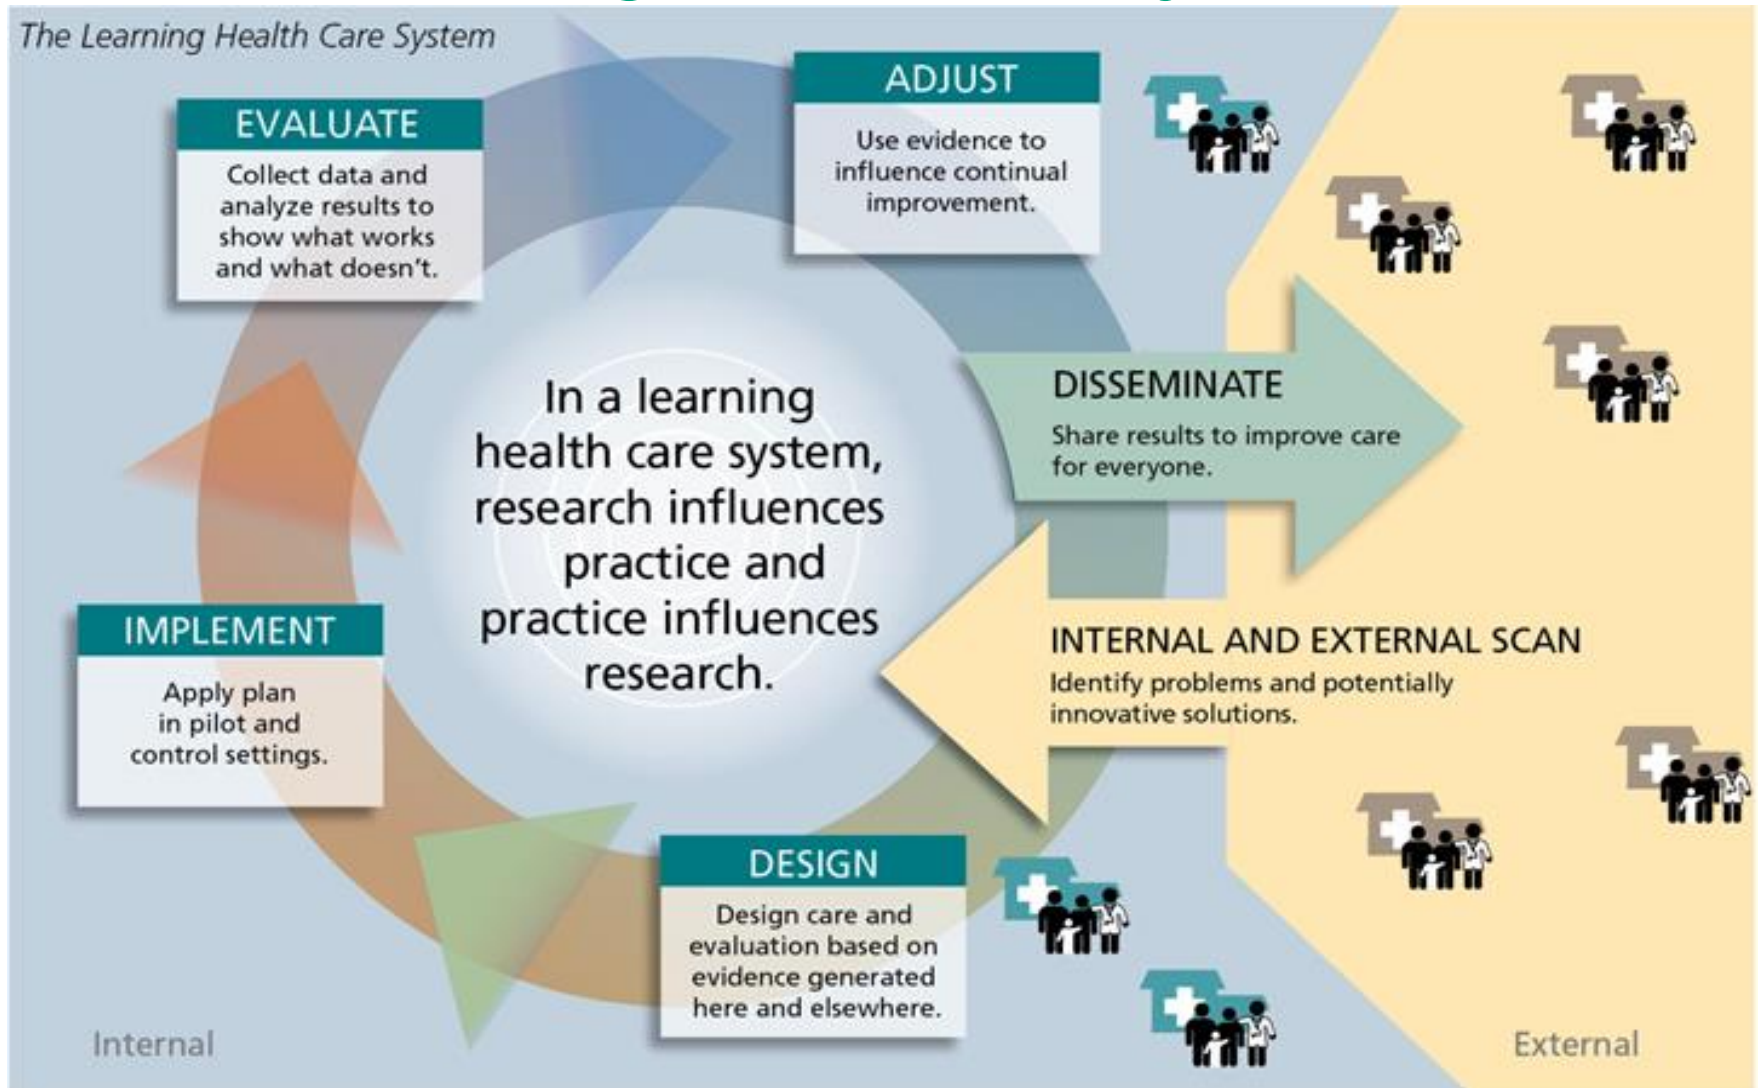 The Learning Health Care System
EVALUATE
Collect data and
analyze results to
show what works
and what doesn't.
ADJUST
Use evidence to
influence continual
improvement.
In a learning
health care system,
research influences
practice and
practice influences
research.
DISSEMINATE
Share results to improve care
for everyone.
INTERNAL AND EXTERNAL SCAN
Identify problems and potentially
innovative solutions.
IMPLEMENT
Apply plan
in pilot and
control settings.
DESIGN
Design care and
evaluation based on
evidence generated
here and elsewhere.
Internal
External